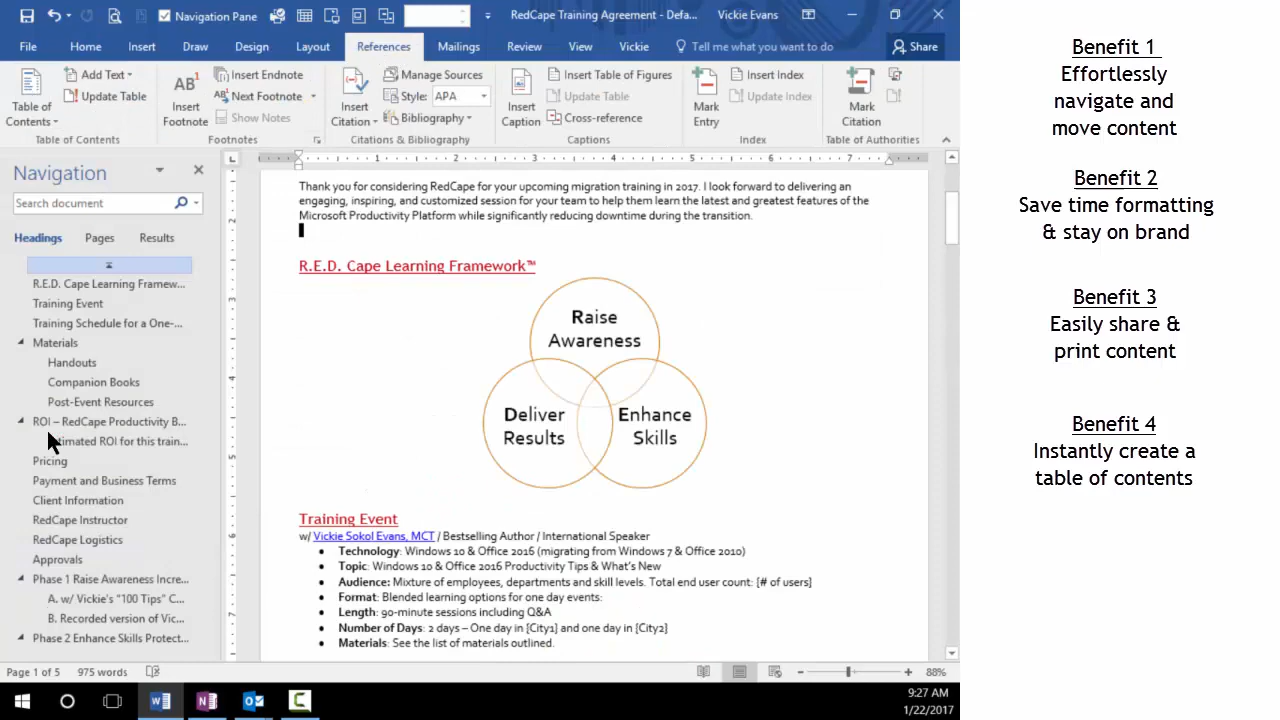 Navigation Pane
RedCape Training Agreement - Defa...
Vickie Evans
File Home Insert Draw Design Layout References Mailings Review View Vickie Tell me what you want to do Share
Table of Contents
Add Text
Update Table
Table of Contents
AB¹
Insert Footnote
Insert Endnote
Next Footnote
Show Notes
Footnotes
Insert Citation
Manage Sources
Style: APA
Bibliography
Citations & Bibliography
Insert Caption
Insert Table of Figures
Update Table
Cross-reference
Captions
Mark Entry
Insert Index
Update Index
Index
Mark Citation
Table of Authorities
Navigation
Search document
Headings Pages Results
R.E.D. Cape Learning Framew...
Training Event
Training Schedule for a One-...
Materials
Handouts
Companion Books
Post-Event Resources
ROI – RedCape Productivity B...
timated ROI for this train...
Pricing
Payment and Business Terms
Client Information
RedCape Instructor
RedCape Logistics
Approvals
Phase 1 Raise Awareness Incre...
A. w/ Vickie's "100 Tips" C...
B. Recorded version of Vic...
Phase 2 Enhance Skills Protect...
1 2 3 4 5 6 7
2
3
4
5
6
7
Thank you for considering RedCape for your upcoming migration training in 2017. I look forward to delivering an
engaging, inspiring, and customized session for your team to help them learn the latest and greatest features of the
Microsoft Productivity Platform while significantly reducing downtime during the transition.
R.E.D. Cape Learning Framework™
Raise
Awareness
Deliver
Results
Enhance
Skills
Training Event
w/ Vickie Sokol Evans, MCT / Bestselling Author / International Speaker
• Technology: Windows 10 & Office 2016 (migrating from Windows 7 & Office 2010)
• Topic: Windows 10 & Office 2016 Productivity Tips & What's New
• Audience: Mixture of employees, departments and skill levels. Total end user count: [# of users]
• Format: Blended learning options for one day events:
• Length: 90-minute sessions including Q&A
• Number of Days: 2 days – One day in {City1} and one day in {City2}
• Materials: See the list of materials outlined.
Page 1 of 5 975 words
88%
9:27 AM
1/22/2017
Benefit 1
Effortlessly
navigate and
move content
Benefit 2
Save time formatting
& stay on brand
Benefit 3
Easily share &
print content
Benefit 4
Instantly create a
table of contents